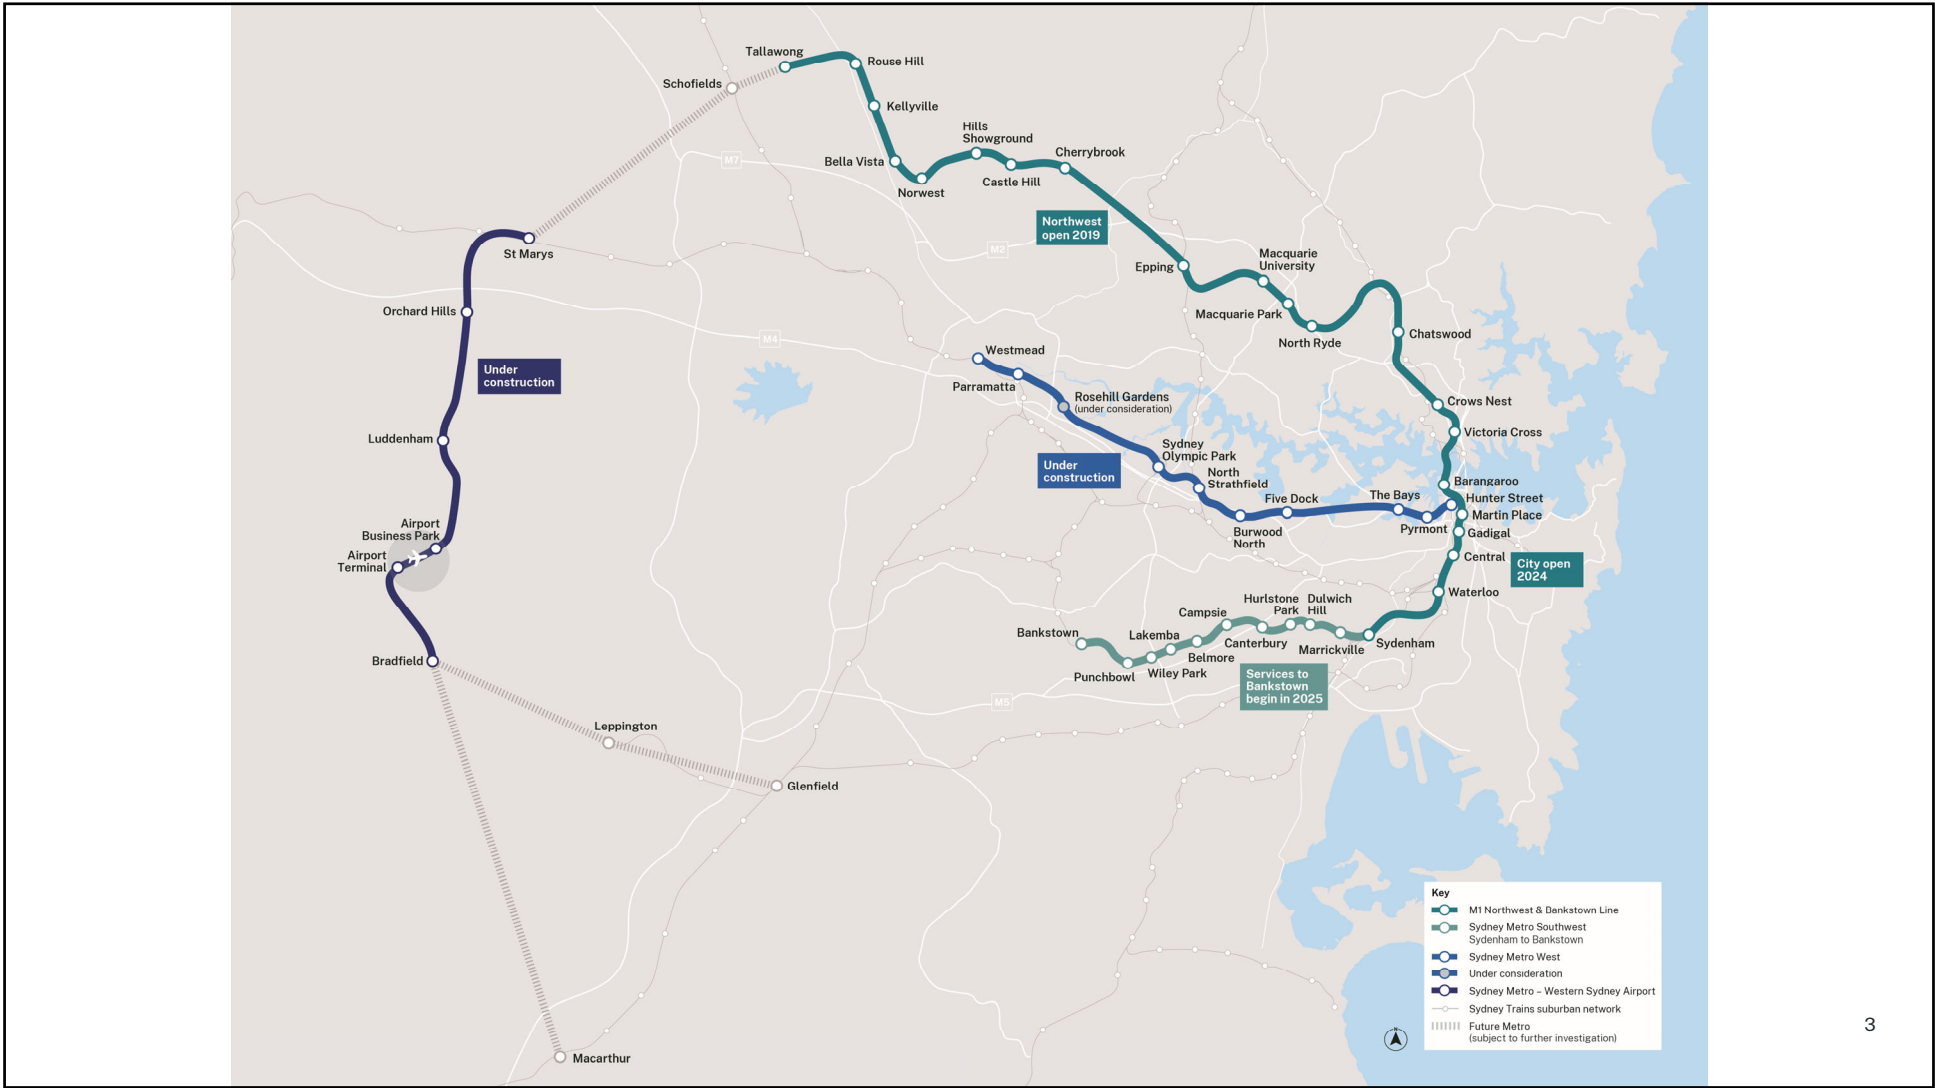 Tallawong
Rouse Hill
Schofields
Kellyville
Hills
Showground
Cherrybrook
Bella Vista
Castle Hill
Norwest
M7
Northwest
open 2019
M2
St Marys
Epping
Macquarie
University
Orchard Hills
Macquarie Park
North Ryde
Chatswood
M4
Westmead
Under
construction
Parramatta
Rosehill Gardens
(under consideration)
Crows Nest
Luddenham
Victoria Cross
Sydney
Olympic Park
Under
construction
North
Strathfield
Barangaroo
Five Dock
The Bays
Hunter Street
Martin Place
Airport
Business Park
Burwood
North
Pyrmont
Gadigal
Airport
Terminal
Central
City open
2024
Waterloo
Hurlstone
Park
Dulwich
Hill
Campsie
Bankstown
Lakemba
Canterbury
Marrickville
Sydenham
Belmore
Bradfield
Punchbowl
Wiley Park
Services to
Bankstown
begin in 2025
M5
Leppington
Glenfield
Macarthur
Key
M1 Northwest & Bankstown Line
Sydney Metro Southwest
Sydenham to Bankstown
Sydney Metro West
Under consideration
Sydney Metro – Western Sydney Airport
Sydney Trains suburban network
Future Metro
(subject to further investigation)
N
3